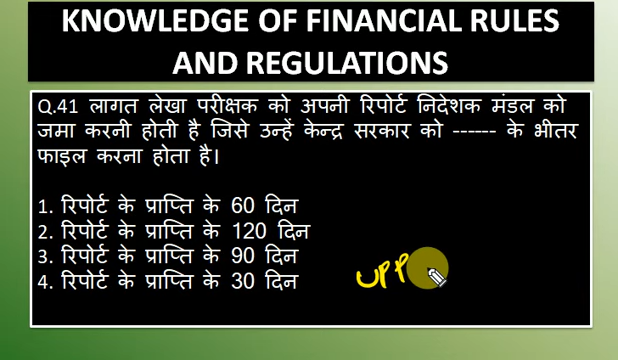 KNOWLEDGE OF FINANCIAL RULES
AND REGULATIONS
Q.41 लागत लेखा परीक्षक को अपनी रिपोर्ट निदेशक मंडल को
जमा करनी होती है जिसे उन्हें केन्द्र सरकार को ------ के भीतर
फाइल करना होता है।
1. रिपोर्ट के प्राप्ति के 60 दिन
2. रिपोर्ट के प्राप्ति के 120 दिन
3. रिपोर्ट के प्राप्ति के 90 दिन
4. रिपोर्ट के प्राप्ति के 30 दिन
UPP